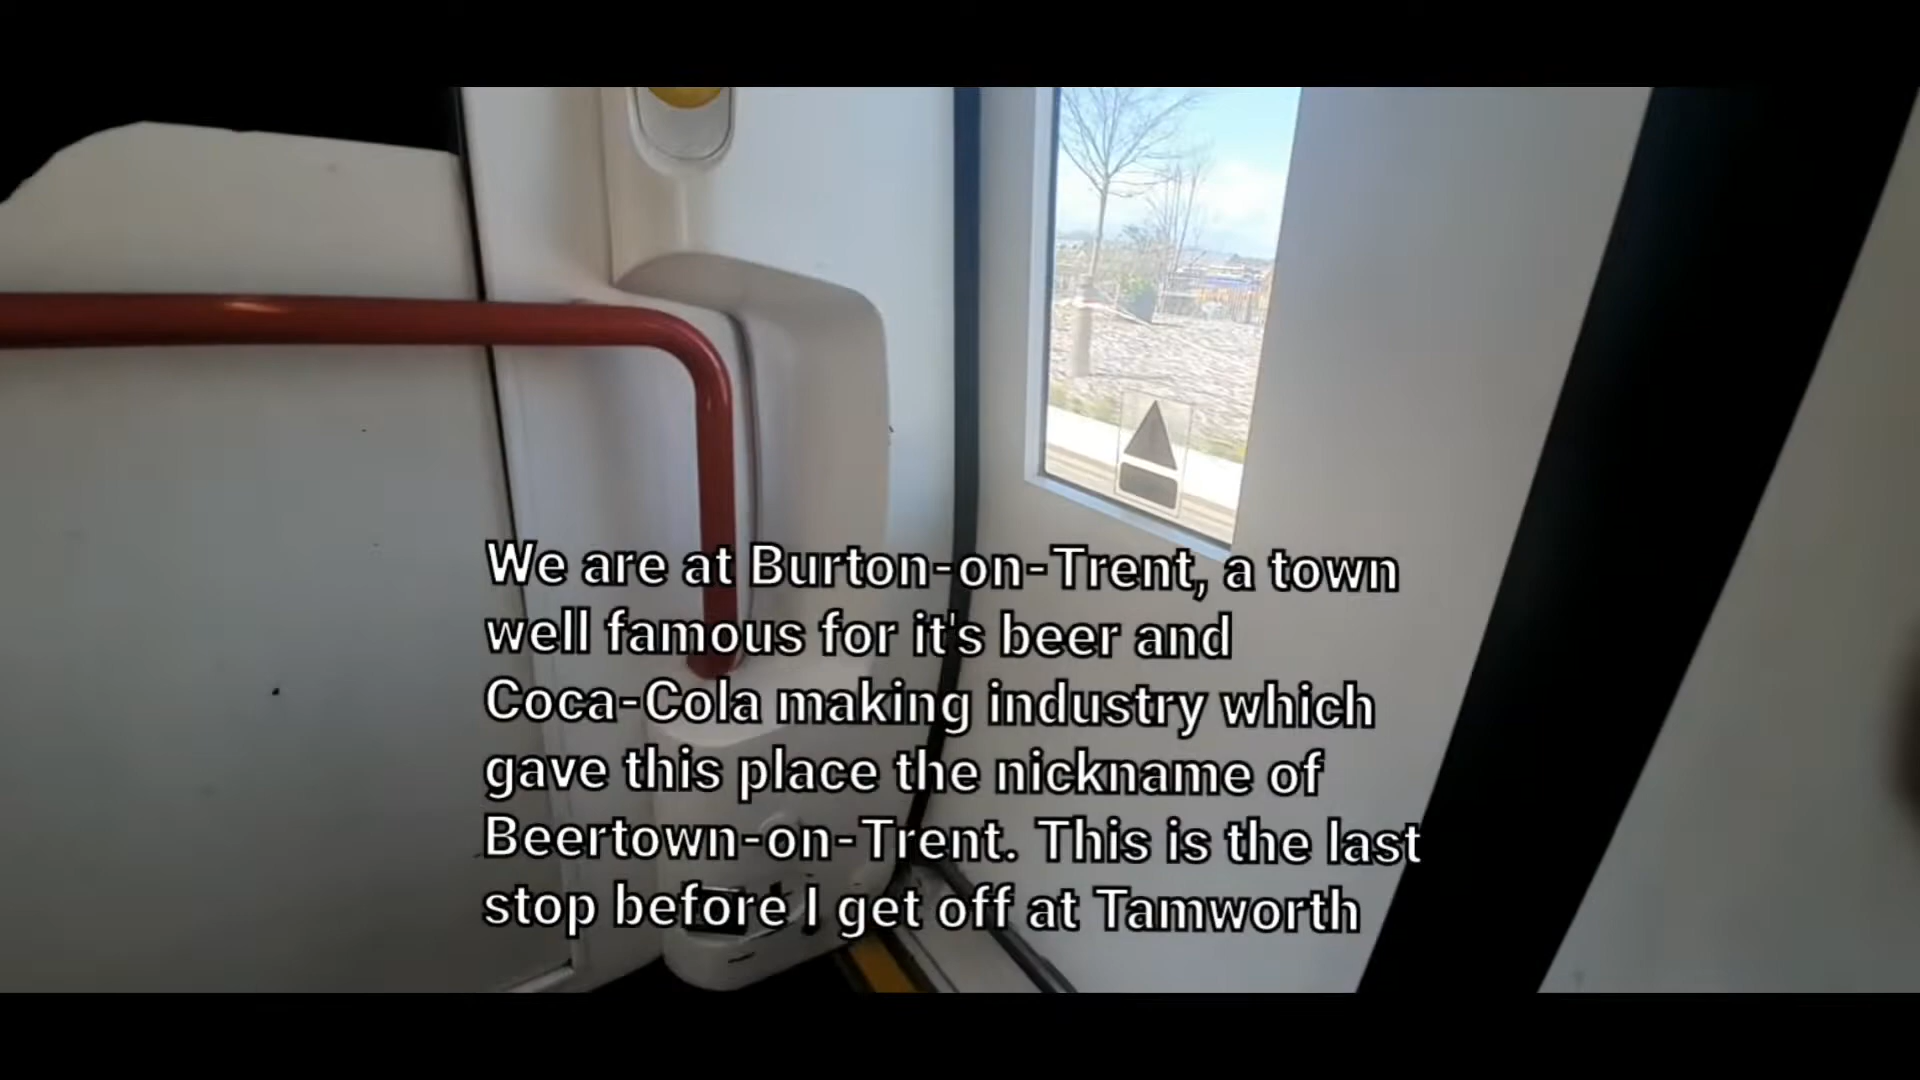 We are at Burton-on-Trent, a town
well famous for it's beer and
Coca-Cola making industry which
gave this place the nickname of
Beertown-on-Trent. This is the last
stop before I get off at Tamworth